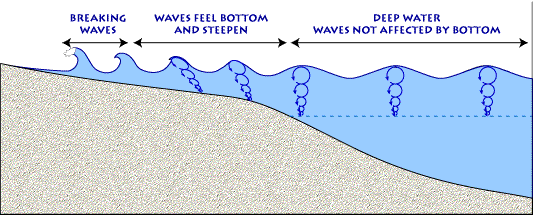 BREAKING
WAVES
WAVES FEEL BOTTOM
AND STEEPEN
DEEP WATER
WAVES NOT AFFECTED BY BOTTOM